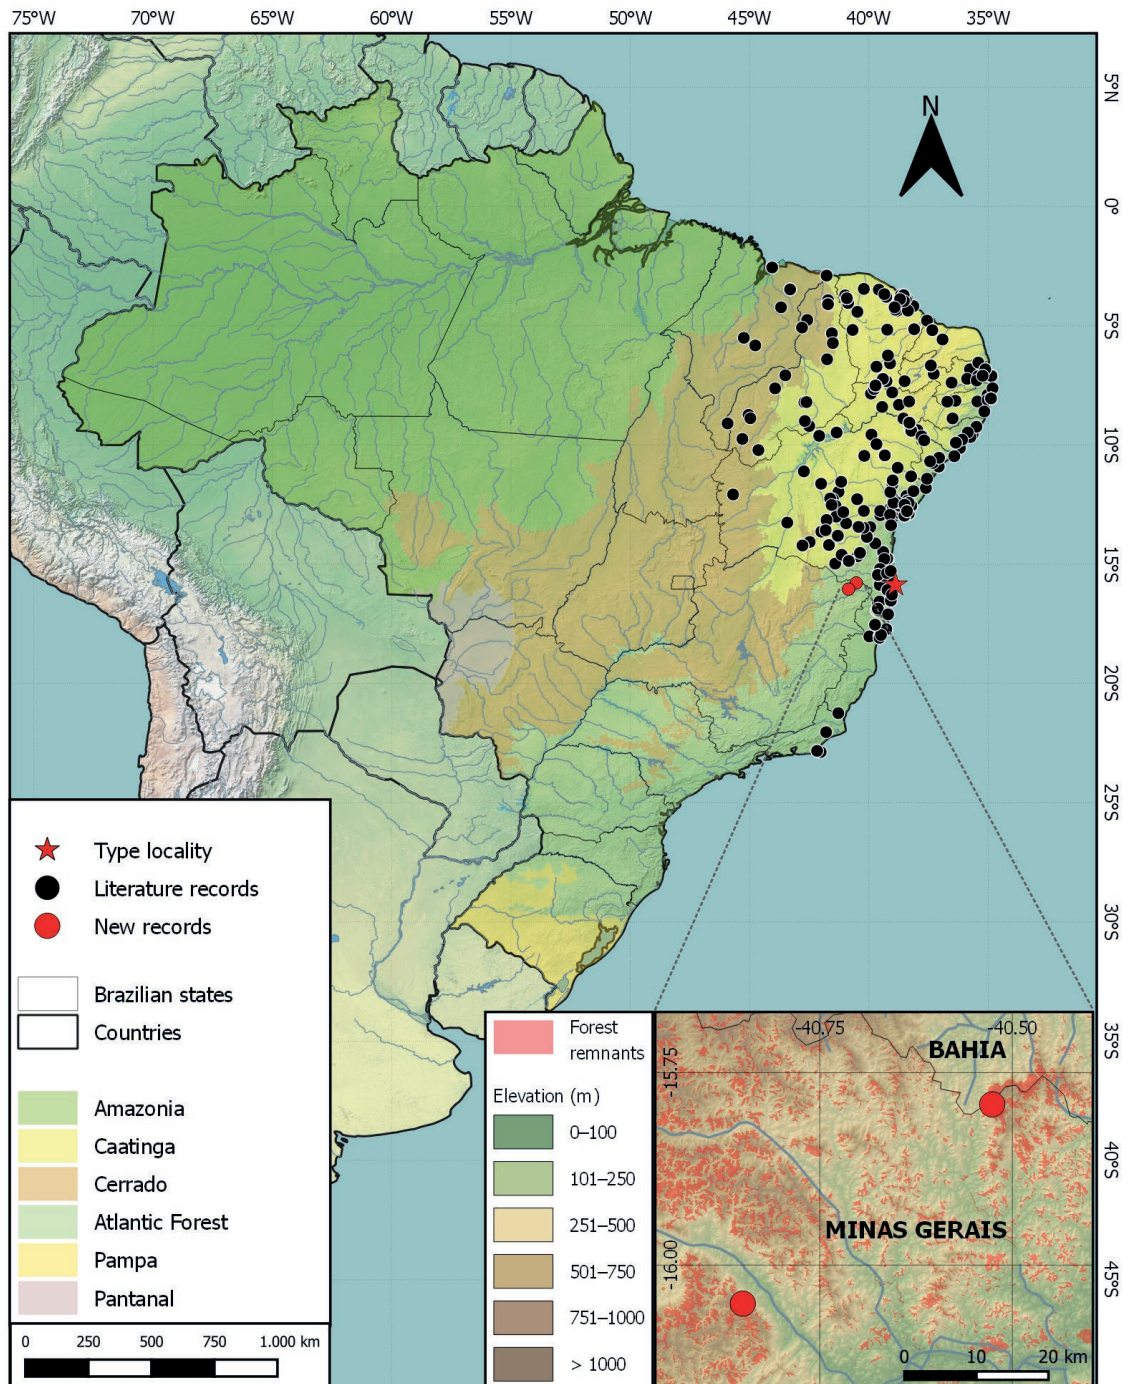 75°W 70°W 65°W 60°W 55°W 50°W 45°W 40°W 35°W
N
5°N
0°
5°S
10°S
15°S
20°S
25°S
30°S
35°S
40°S
45°S
Type locality
Literature records
New records
Brazilian states
Countries
Amazonia
Caatinga
Cerrado
Atlantic Forest
Pampa
Pantanal
0 250 500 750 1.000 km
Forest
remnants
Elevation (m)
0–100
101–250
251–500
501–750
751–1000
> 1000
-40.75 -40.50
-15.75
-16.00
BAHIA
MINAS GERAIS
0 10 20 km